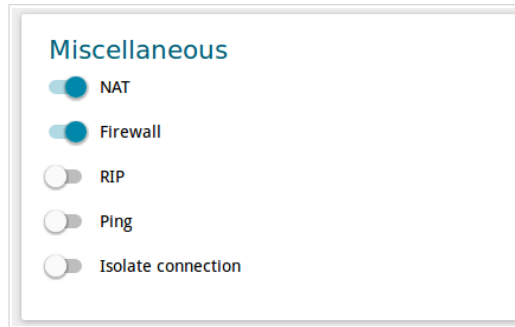 Miscellaneous
NAT
Firewall
RIP
Ping
Isolate connection